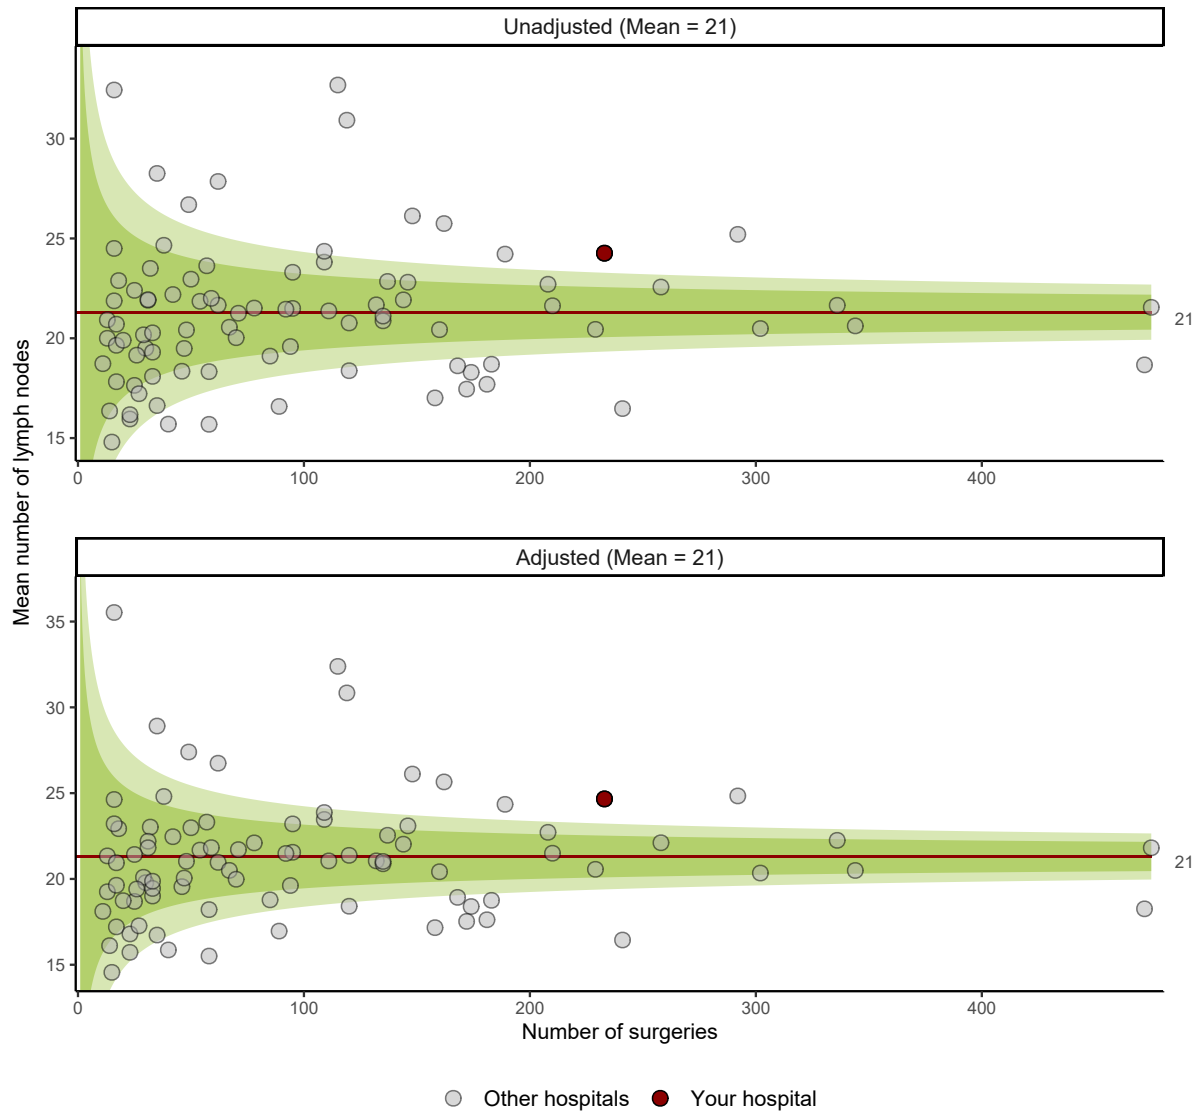 Unadjusted (Mean = 21)
30
25
20
15
21
0 100 200 300 400
Mean number of lymph nodes
Adjusted (Mean = 21)
35
30
25
20
15
21
0 100 200 300 400
Number of surgeries
Other hospitals Your hospital